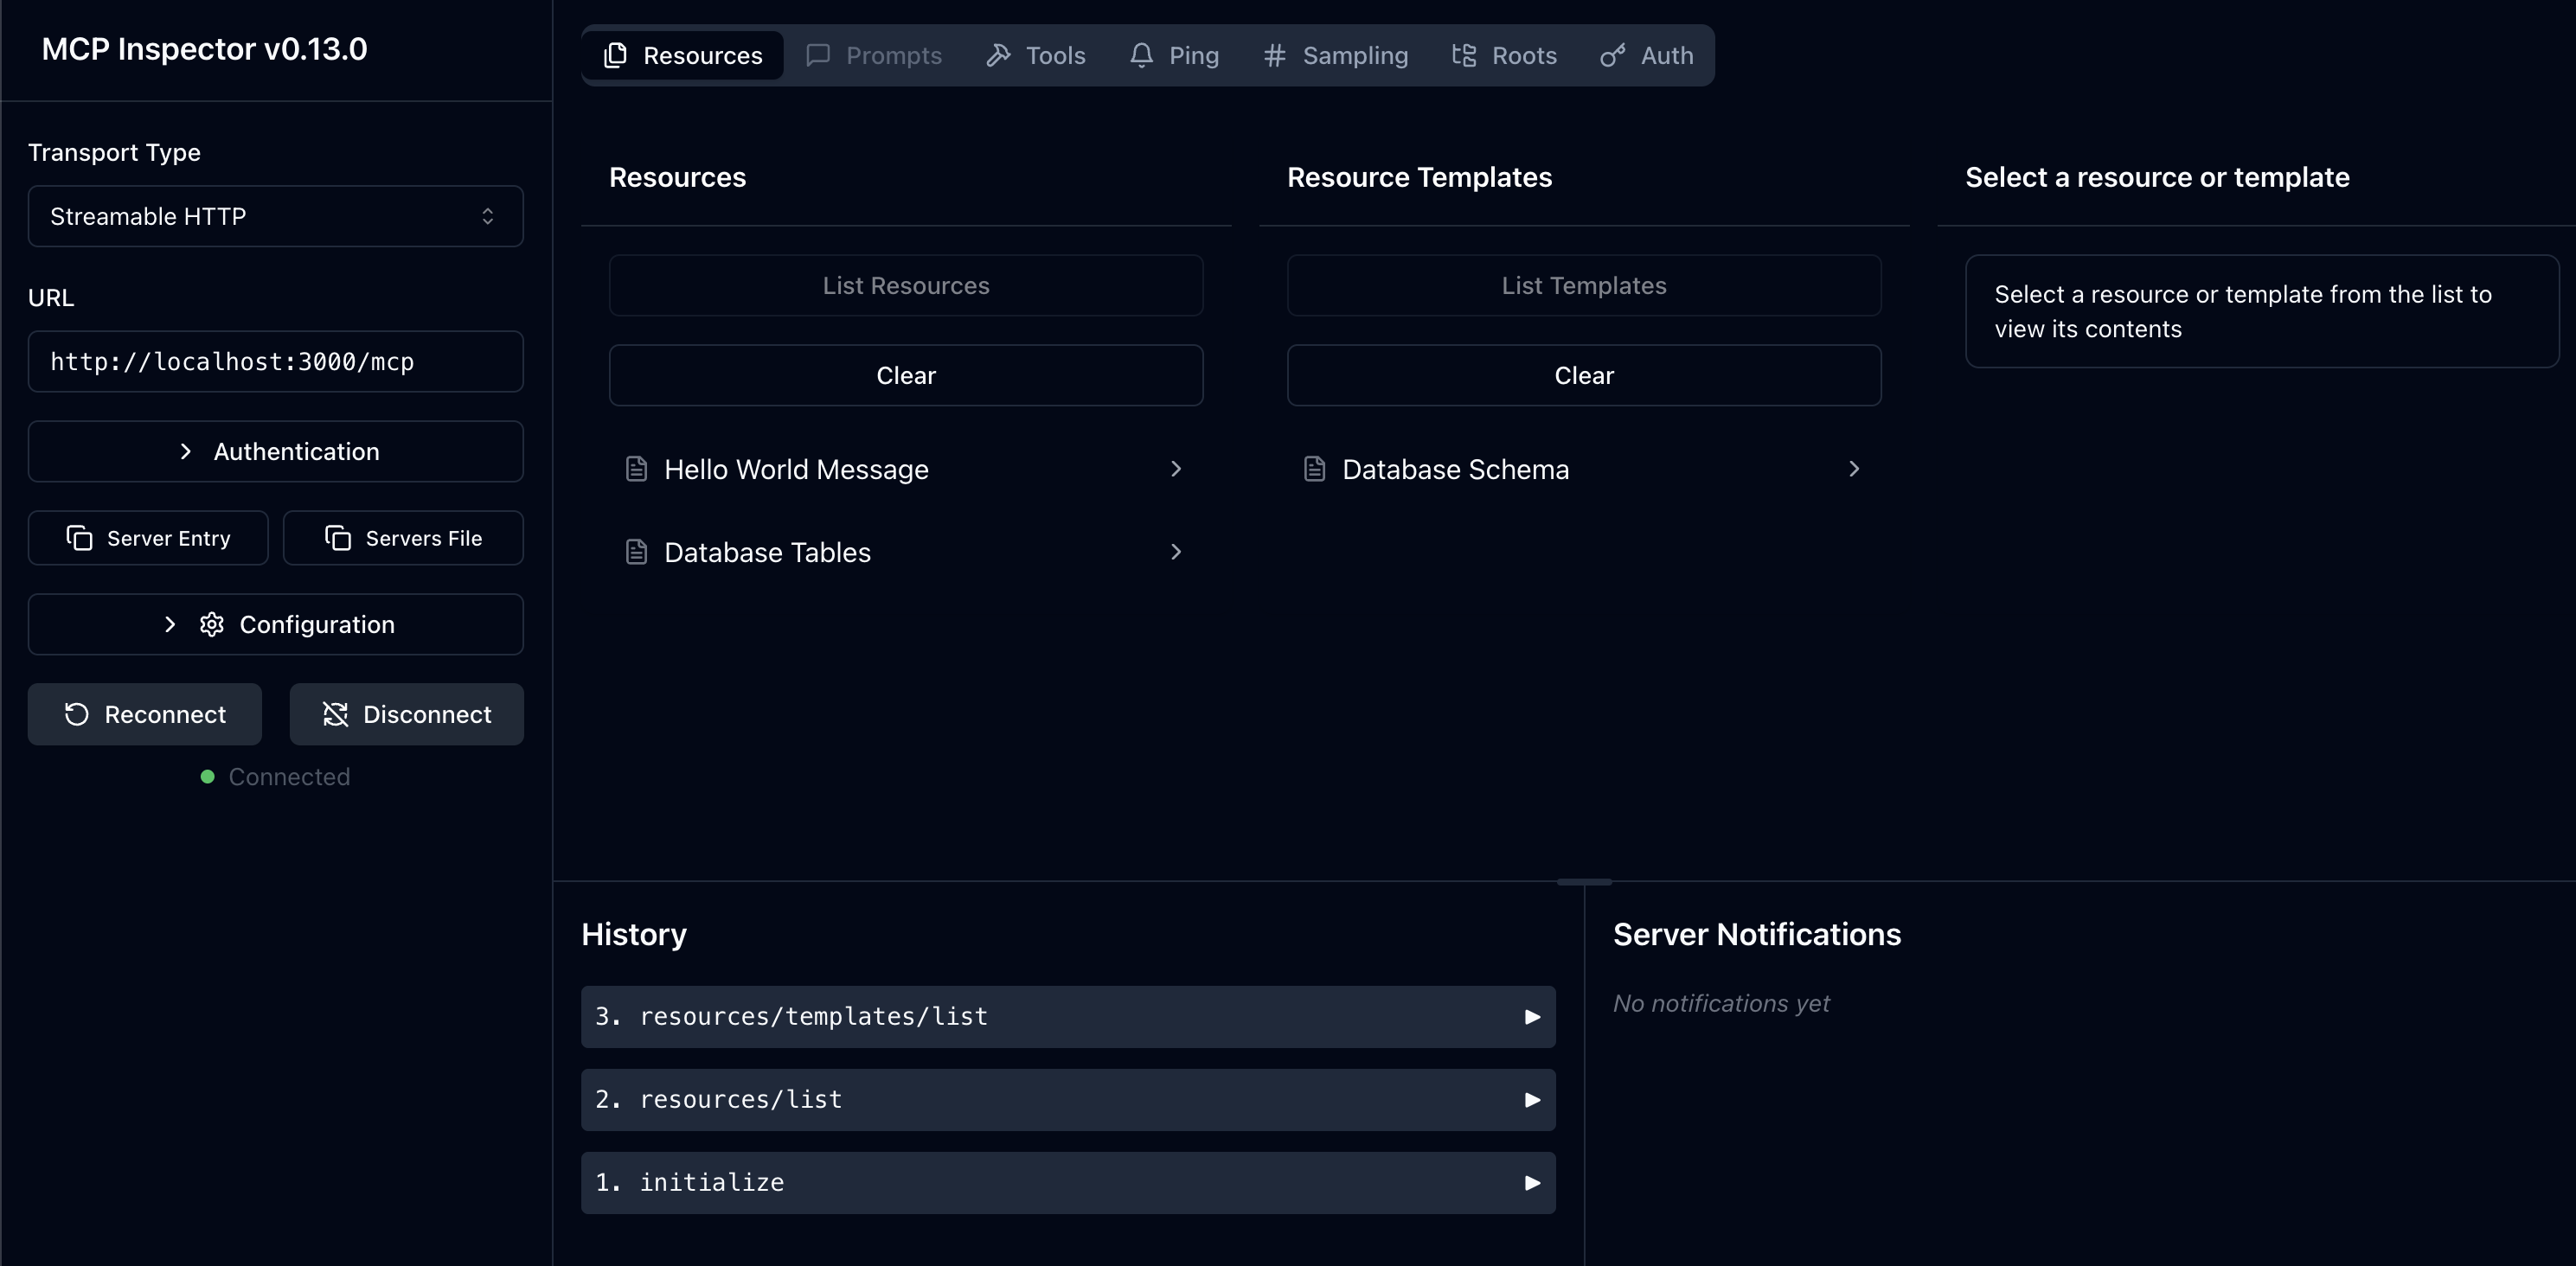 MCP Inspector v0.13.0
Transport Type
Streamable HTTP
URL
http://localhost:3000/mcp
Authentication
Server Entry
Servers File
Configuration
Reconnect
Disconnect
Connected
Resources
Prompts
Tools
Ping
Sampling
Roots
Auth
Resources
List Resources
Clear
Hello World Message
Database Tables
Resource Templates
List Templates
Clear
Database Schema
Select a resource or template
Select a resource or template from the list to
view its contents
History
3. resources/templates/list
2. resources/list
1. initialize
Server Notifications
No notifications yet